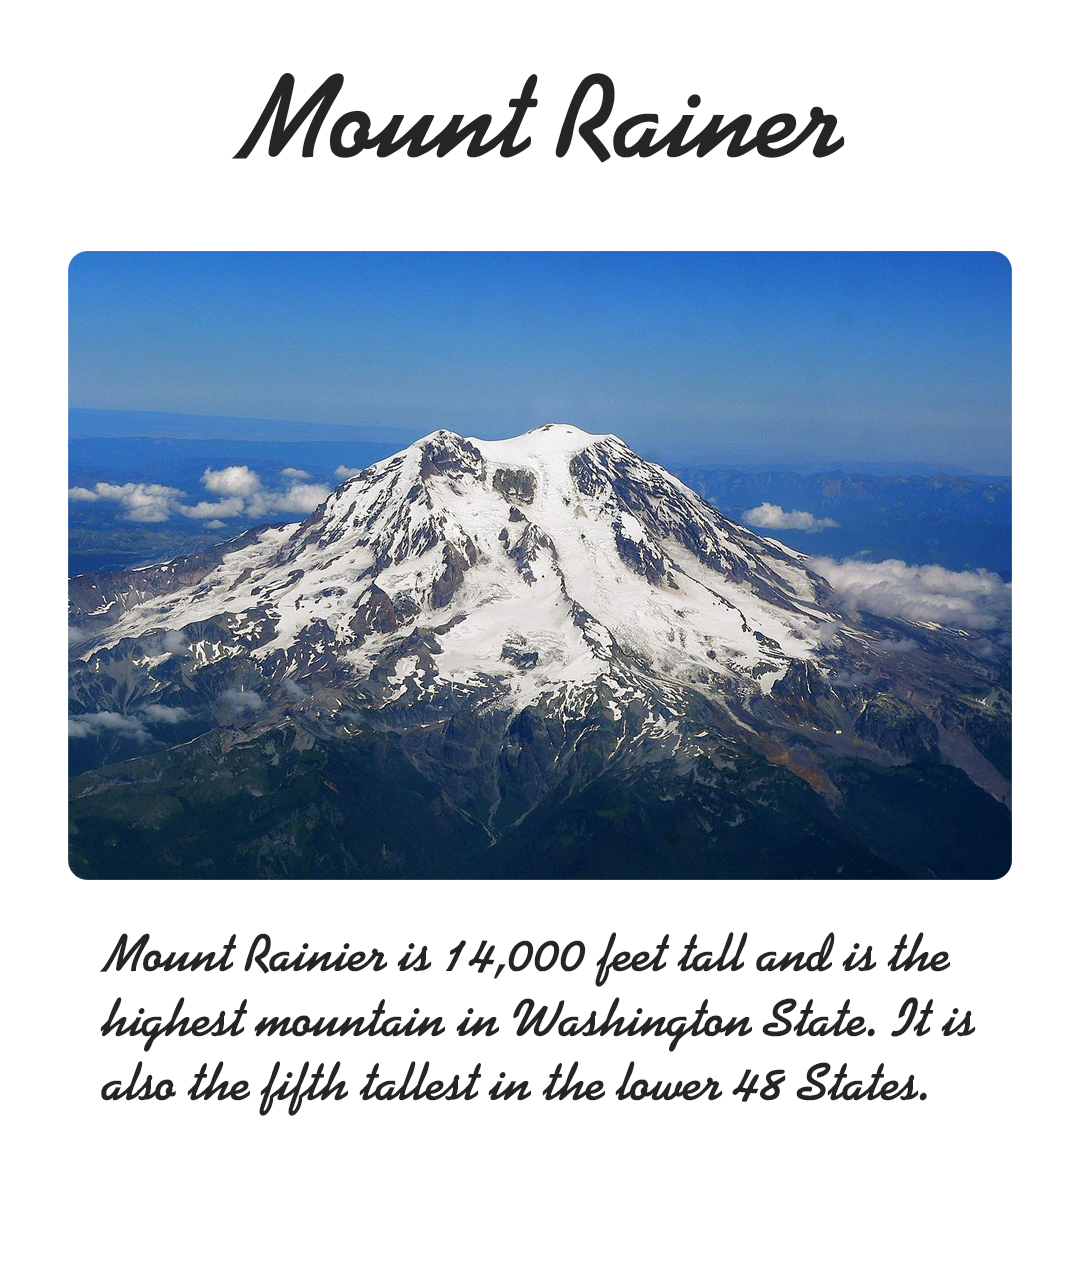 Mount Rainer
Mount Rainier is 14,000 feet tall and is the
highest mountain in Washington State. It is
also the fifth tallest in the lower 48 States.